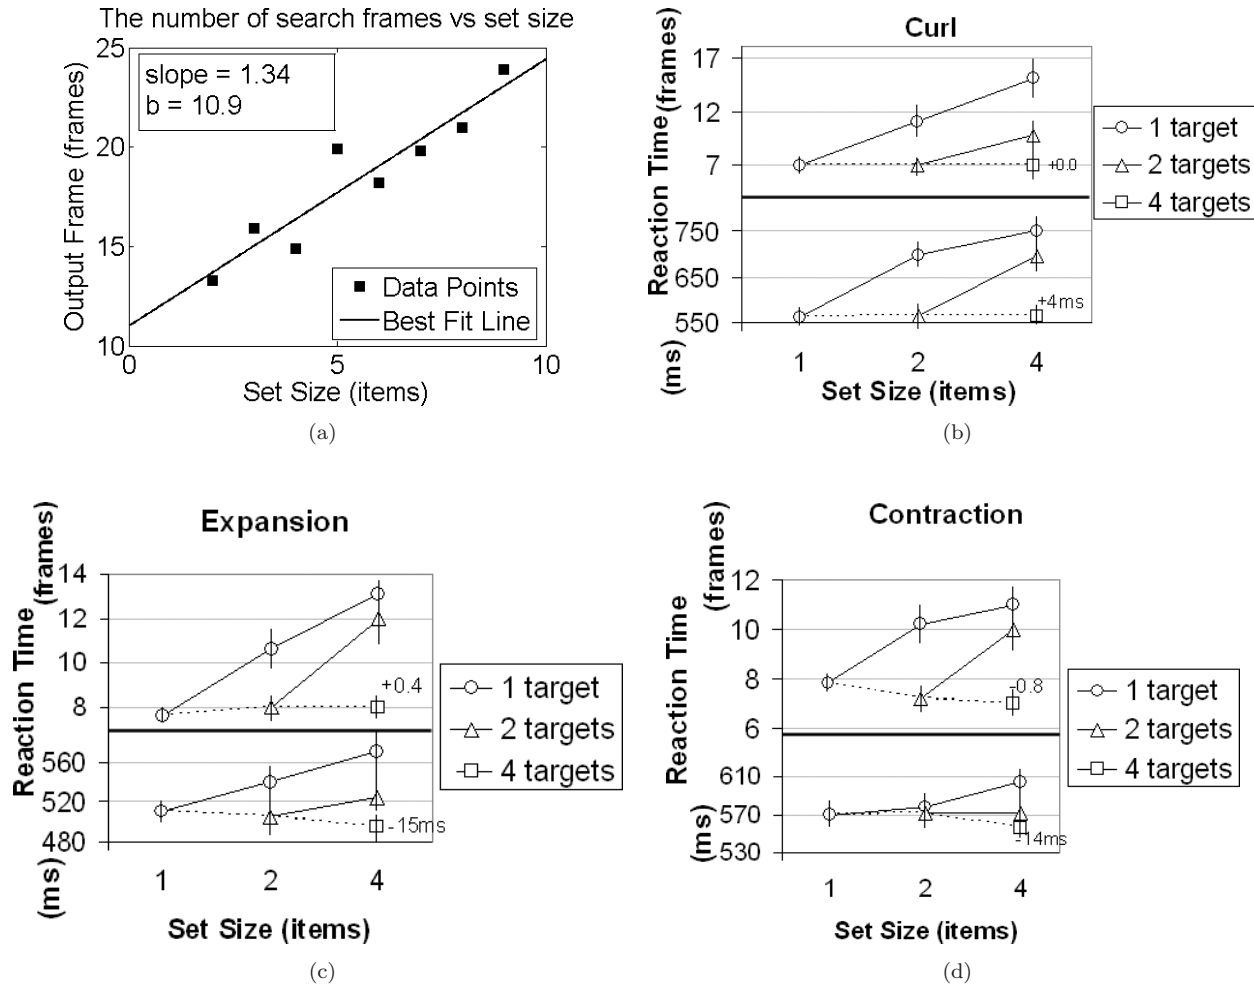 The number of search frames vs set size
25
20
15
10
Output Frame (frames)
slope = 1.34
b = 10.9
Data Points
Best Fit Line
0
5
10
Set Size (items)
(a)
Curl
Reaction Time (frames)
(ms)
17
12
7
+0.0
750
650
550
+4ms
1
2
4
Set Size (items)
1 target
2 targets
4 targets
(b)
Expansion
Reaction Time (frames)
(ms)
14
12
10
8
+0.4
560
520
480
-15ms
1
2
4
Set Size (items)
1 target
2 targets
4 targets
(c)
Contraction
Reaction Time (frames)
(ms)
12
10
8
6
-0.8
610
570
530
-14ms
1
2
4
Set Size (items)
1 target
2 targets
4 targets
(d)